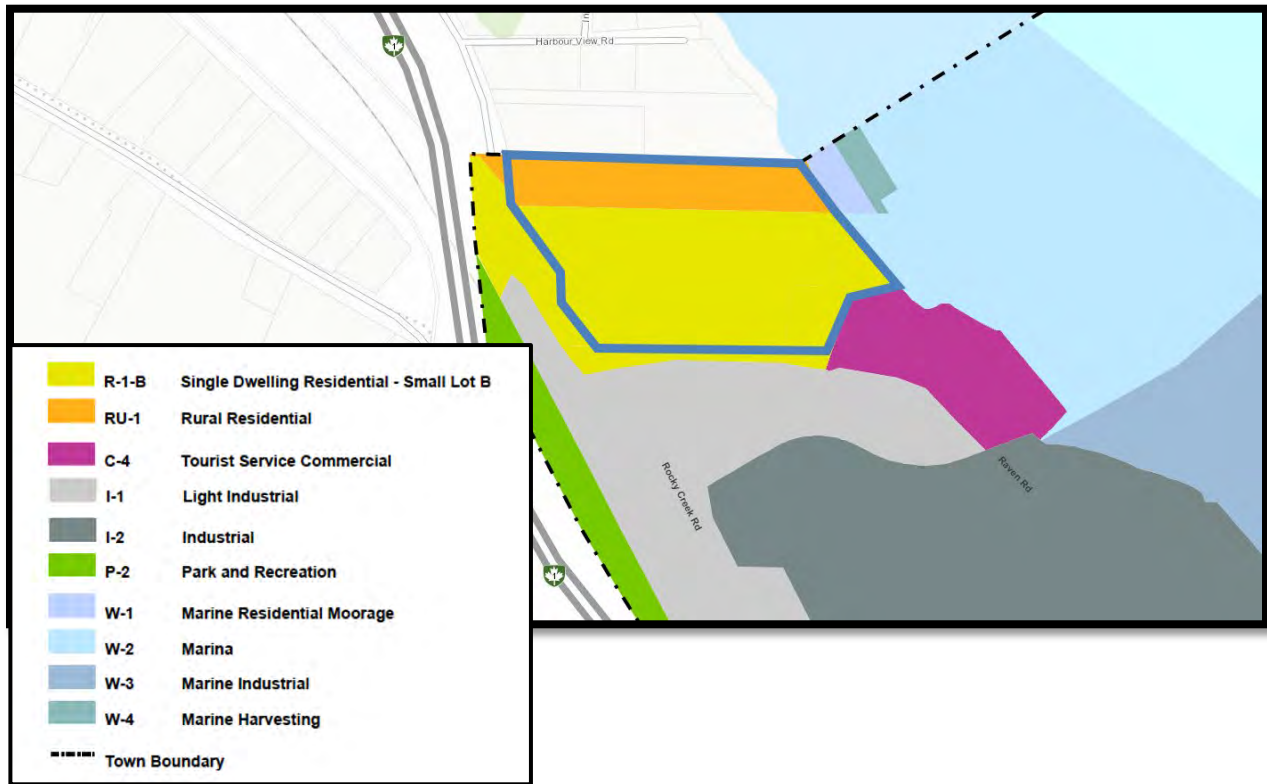 1
Harbour View Rd
Rocky Creek Rd
Raven Rd
1
R-1-B Single Dwelling Residential - Small Lot B
RU-1 Rural Residential
C-4 Tourist Service Commercial
I-1 Light Industrial
I-2 Industrial
P-2 Park and Recreation
W-1 Marine Residential Moorage
W-2 Marina
W-3 Marine Industrial
W-4 Marine Harvesting
Town Boundary